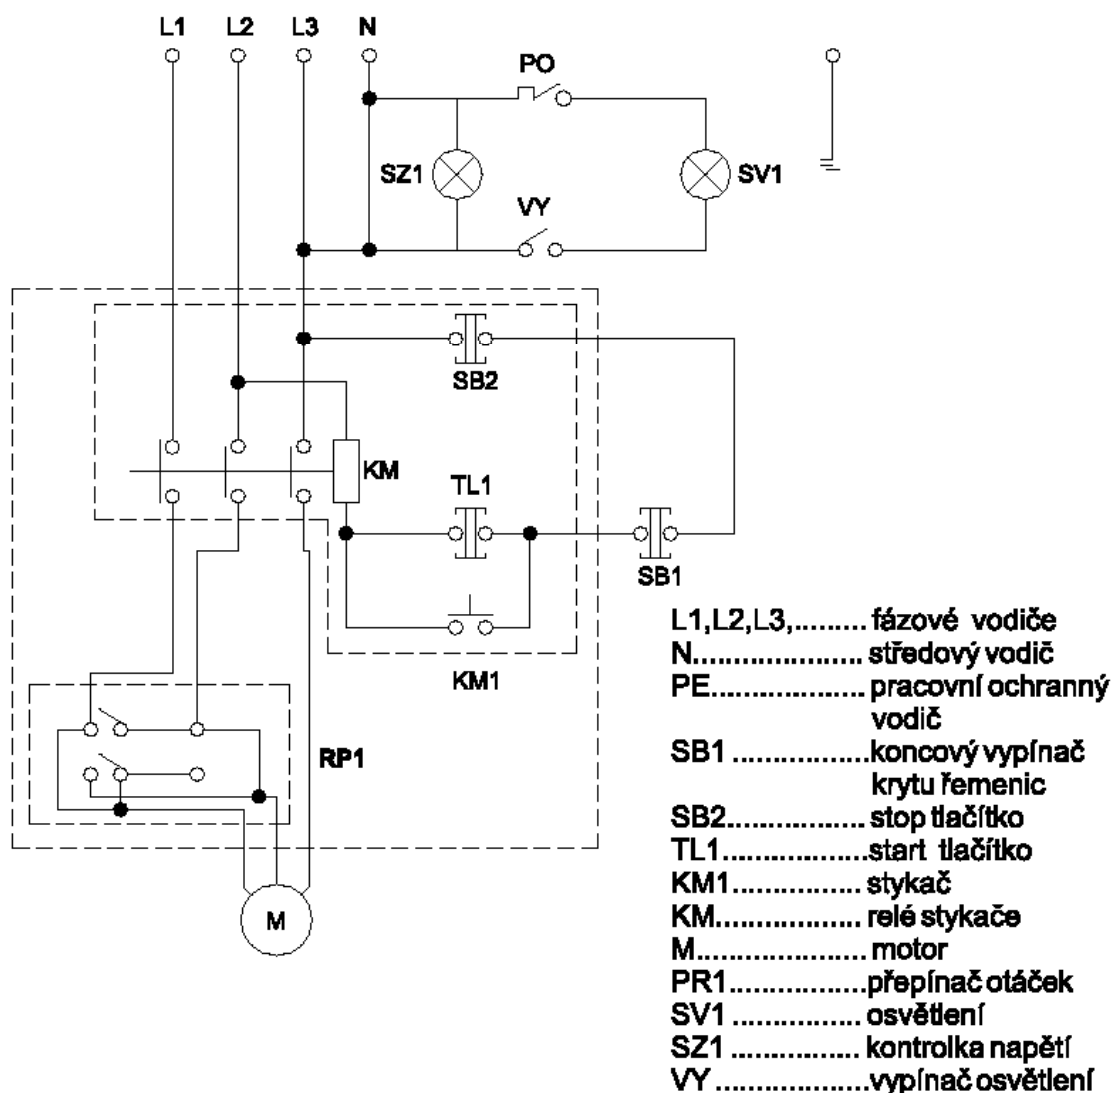 L1 L2 L3 N
PO
SZ1
SV1
VY
SB2
KM
TL1
SB1
KM1
RP1
M
L1,L2,L3,......... fázové vodiče
N..................... středový vodič
PE................... pracovní ochranný
vodič
SB1 .................koncový vypínač
krytu řemenic
SB2................. stop tlačítko
TL1..................start tlačítko
KM1................ stykač
KM.................. relé stykače
M..................... motor
PR1.................přepínač otáček
SV1 ................ osvětlení
SZ1 ................ kontrolka napětí
VY ...................vypínač osvětlení